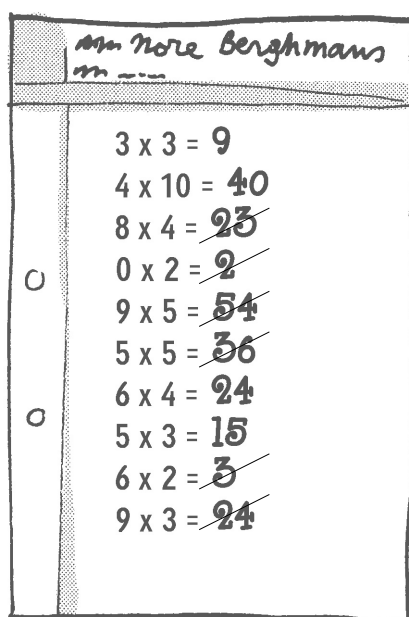 Nore Berghmans
3 x 3 = 9
4 x 10 = 40
8 x 4 = 23
0 x 2 = 2
9 x 5 = 54
5 x 5 = 36
6 x 4 = 24
5 x 3 = 15
6 x 2 = 3
9 x 3 = 24